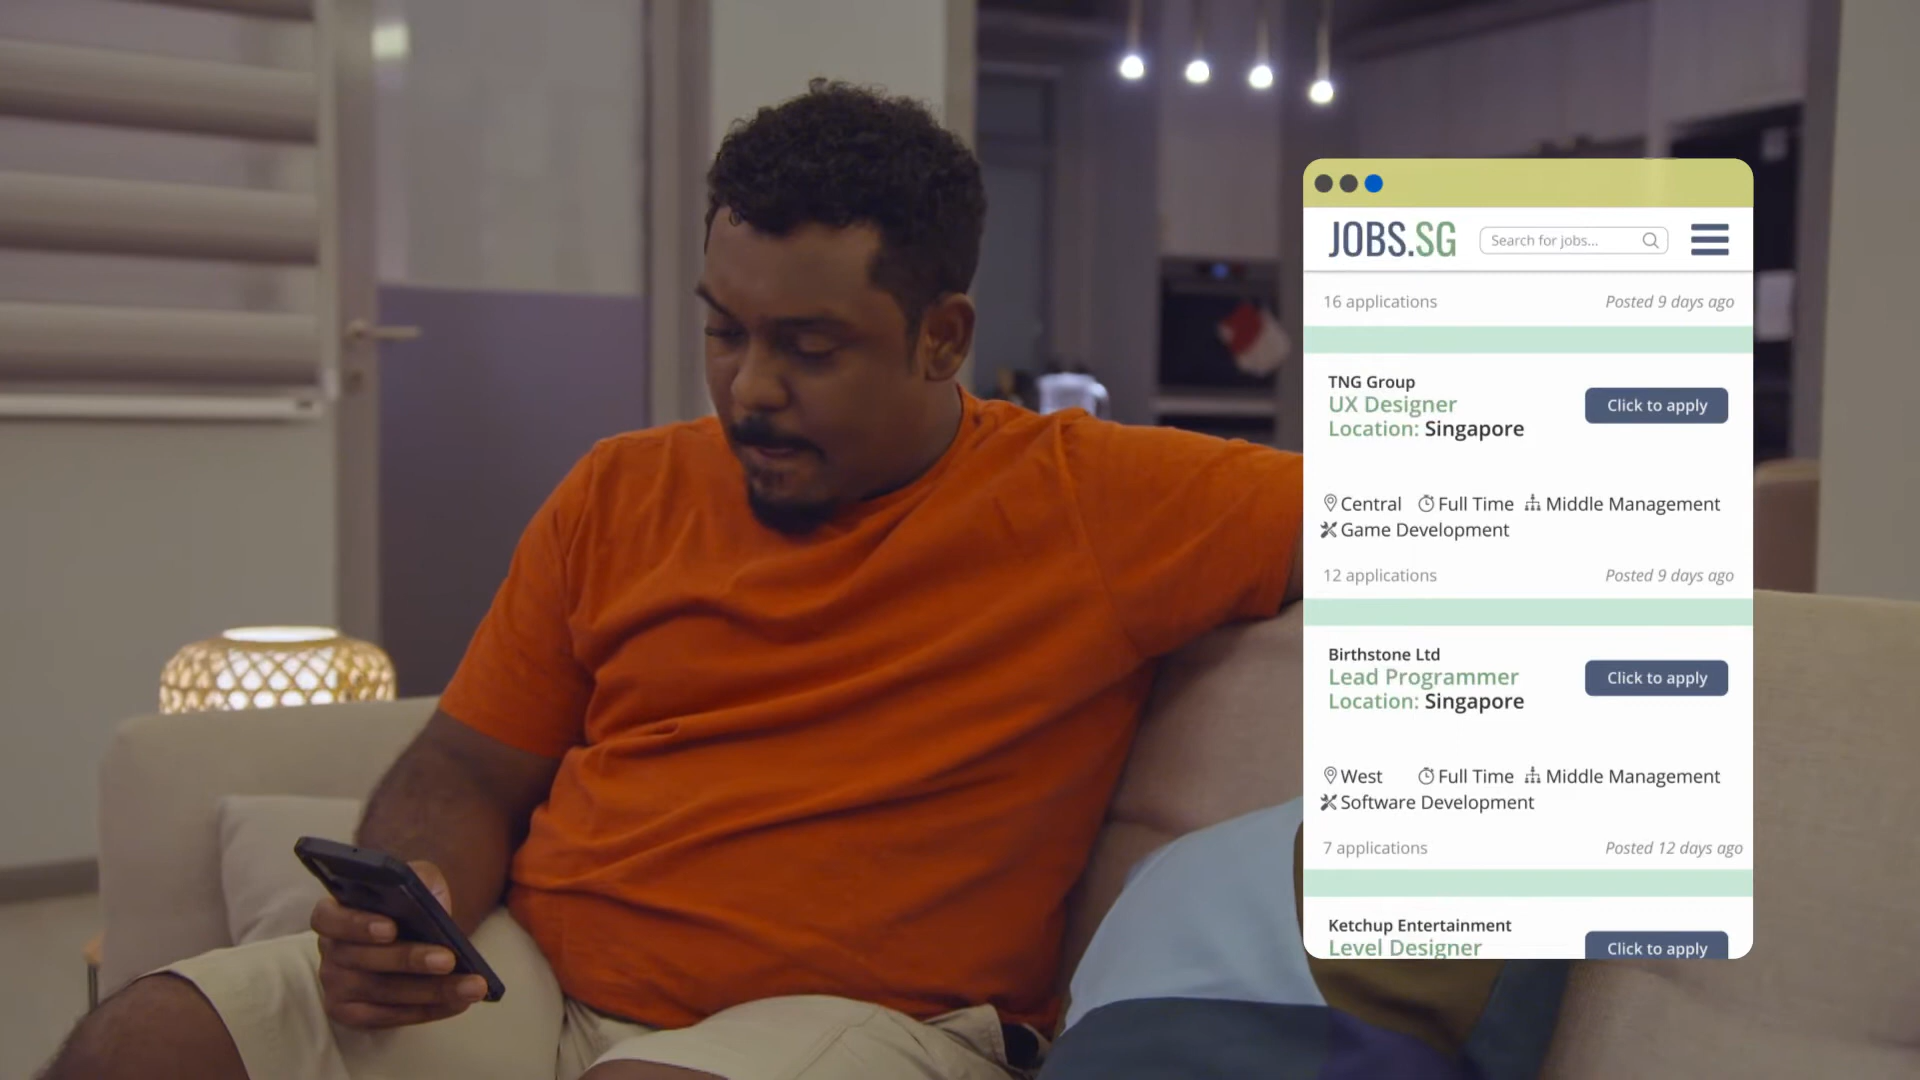 JOBS.SG
Search for jobs...
16 applications Posted 9 days ago
TNG Group
UX Designer
Click to apply
Location: Singapore
Central Full Time Middle Management
Game Development
12 applications Posted 9 days ago
Birthstone Ltd
Lead Programmer
Click to apply
Location: Singapore
West Full Time Middle Management
Software Development
7 applications Posted 12 days ago
Ketchup Entertainment
Level Designer
Click to apply